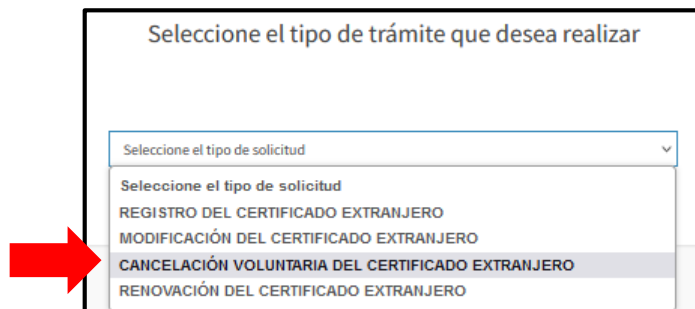 Seleccione el tipo de trámite que desea realizar
Seleccione el tipo de solicitud
Seleccione el tipo de solicitud
REGISTRO DEL CERTIFICADO EXTRANJERO
MODIFICACIÓN DEL CERTIFICADO EXTRANJERO
CANCELACIÓN VOLUNTARIA DEL CERTIFICADO EXTRANJERO
RENOVACIÓN DEL CERTIFICADO EXTRANJERO